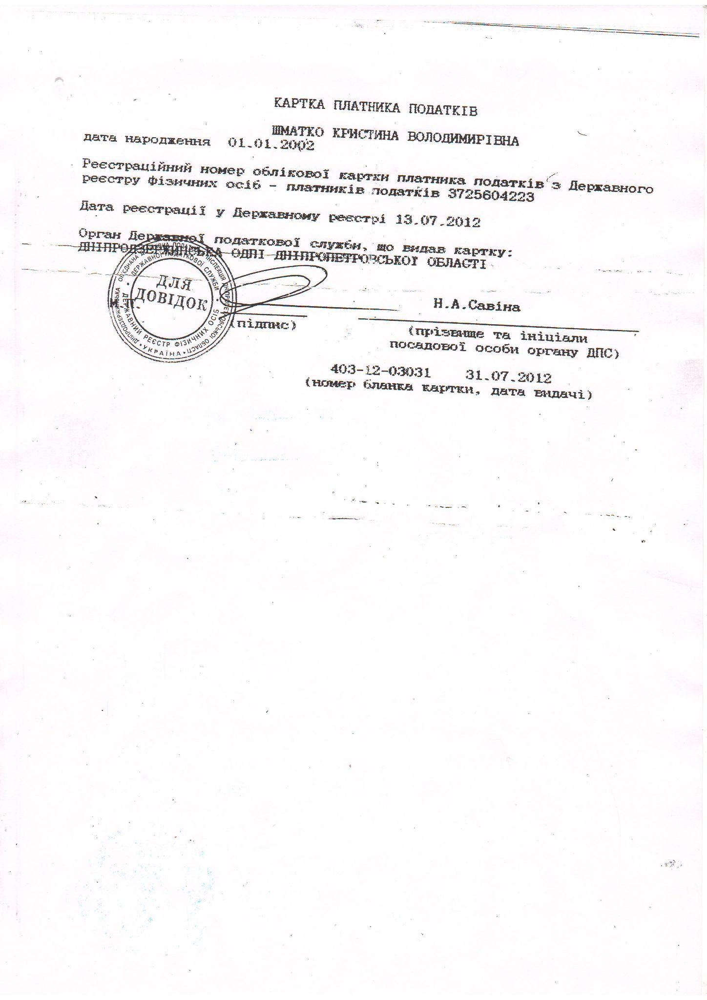 КАРТКА ПЛАТНИКА ПОДАТКІВ
ШМАТКО КРИСТИНА ВОЛОДИМИРІВНА
дата народження 01.01.2002
Реєстраційний номер облікової картки платника податків з Державного
реєстру фізичних осіб - платників податків 3725604223
Дата реєстрації у Державному реєстрі 13.07.2012
Орган Державної податкової служби, що видав картку:
ДНІПРОДЗЕРЖИНСЬКА ОДПІ ДНІПРОПЕТРОВСЬКОЇ ОБЛАСТІ
ДЛЯ
ДОВІДОК
М.П.
ДЕРЖАВНИЙ РЕЄСТР ФІЗИЧНИХ ОСІБ • ДЕРЖАВНОЇ ПОДАТКОВОЇ СЛУЖБИ •
УКРАЇНА • ДНІПРОДЗЕРЖИНСЬКА ОБ'ЄДНАНА ДЕРЖАВНА ПОДАТКОВА ІНСПЕКЦІЯ ДНІПРОПЕТРОВСЬКОЇ ОБЛАСТІ •
Н.А.Савіна
(підпис)
(прізвище та ініціали
посадової особи органу ДПС)
403-12-03031 31.07.2012
(номер бланка картки, дата видачі)